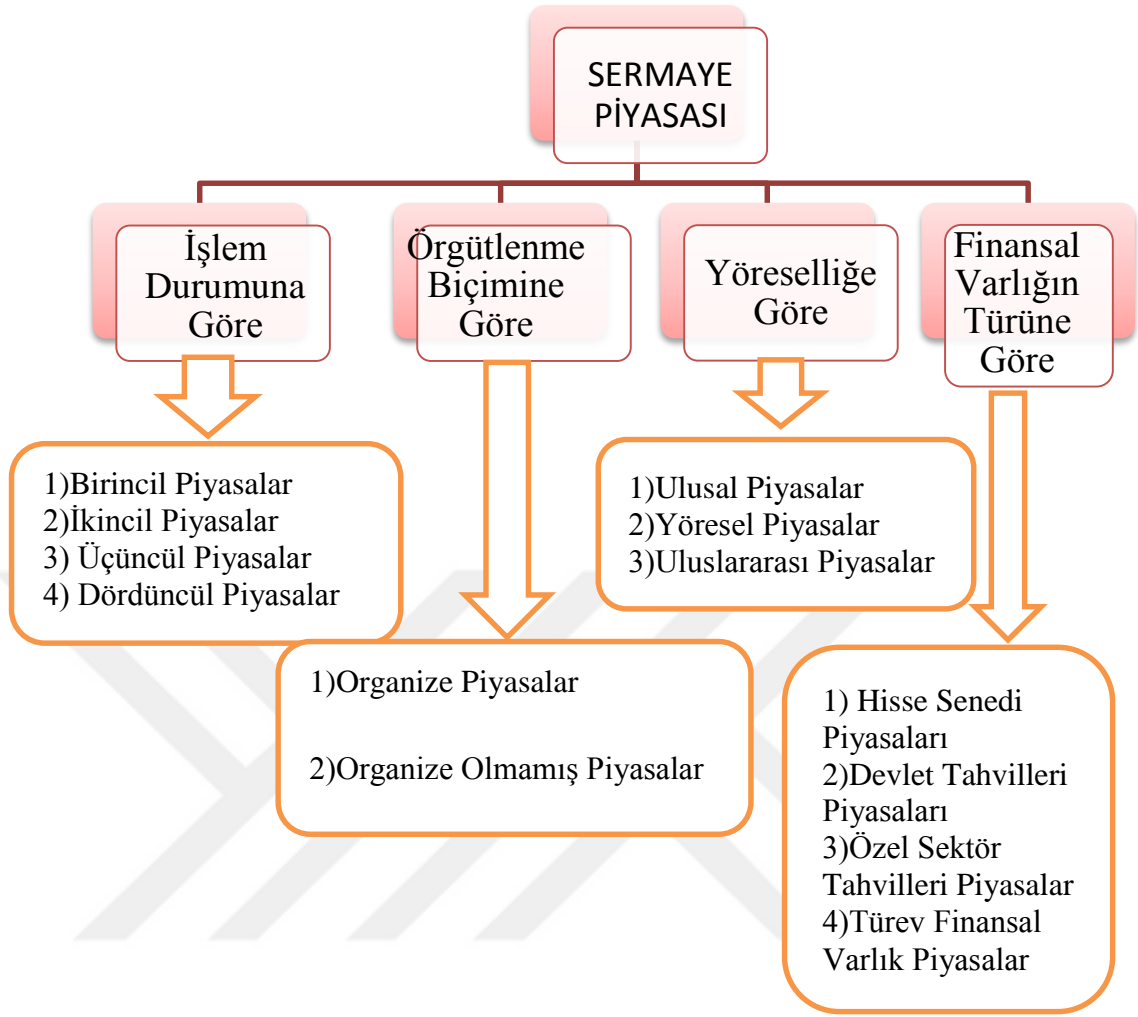 SERMAYE
PİYASASI
İşlem
Durumuna
Göre
Örgütlenme
Biçimine
Göre
Yöreselliğe
Göre
Finansal
Varlığın
Türüne
Göre
1)Birincil Piyasalar
2)İkincil Piyasalar
3) Üçüncül Piyasalar
4) Dördüncül Piyasalar
1)Organize Piyasalar
2)Organize Olmamış Piyasalar
1)Ulusal Piyasalar
2)Yöresel Piyasalar
3)Uluslararası Piyasalar
1) Hisse Senedi
Piyasaları
2)Devlet Tahvilleri
Piyasaları
3)Özel Sektör
Tahvilleri Piyasalar
4)Türev Finansal
Varlık Piyasalar